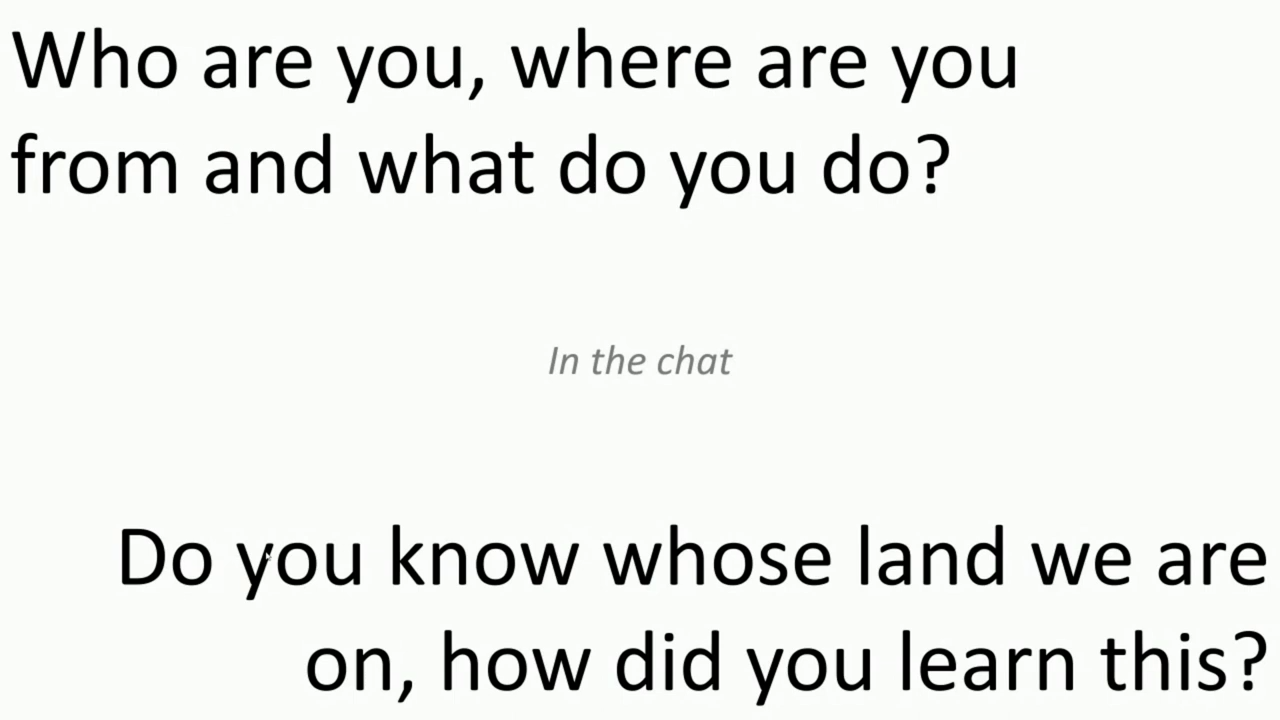 Who are you, where are you
from and what do you do?
In the chat
Do you know whose land we are
on, how did you learn this?